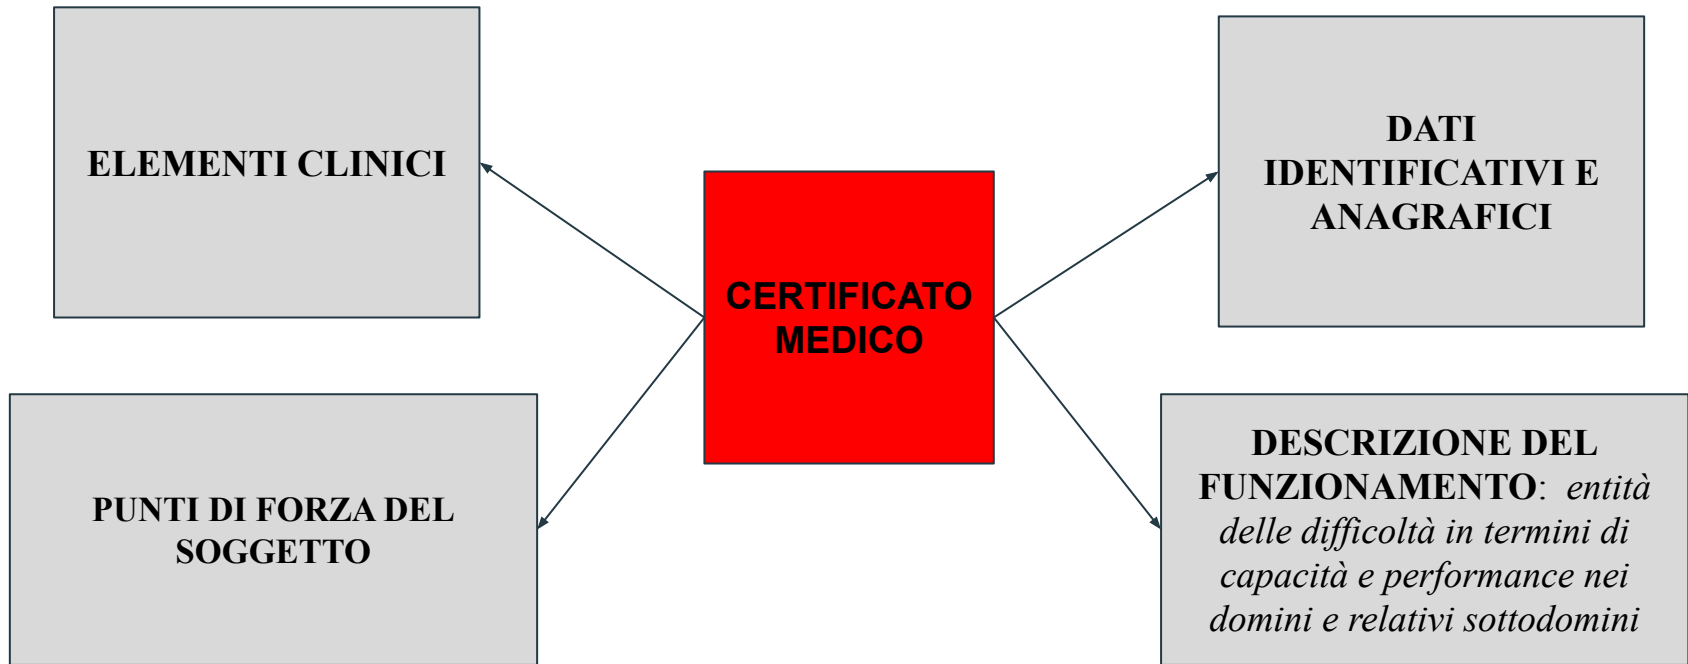 ELEMENTI CLINICI
DATI
IDENTIFICATIVI E
ANAGRAFICI
CERTIFICATO
MEDICO
PUNTI DI FORZA DEL
SOGGETTO
DESCRIZIONE DEL
FUNZIONAMENTO: entità
delle difficoltà in termini di
capacità e performance nei
domini e relativi sottodomini